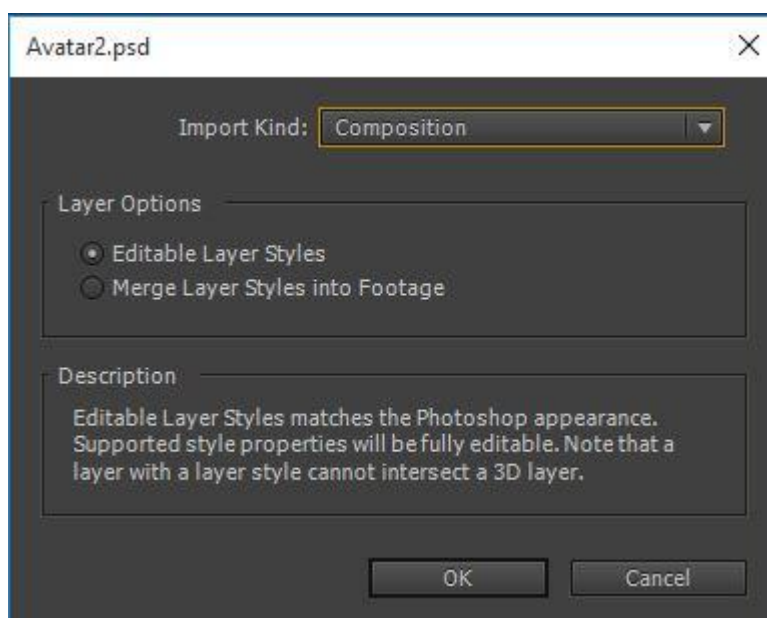 Avatar2.psd
Import Kind: Composition
Layer Options
Editable Layer Styles
Merge Layer Styles into Footage
Description
Editable Layer Styles matches the Photoshop appearance.
Supported style properties will be fully editable. Note that a
layer with a layer style cannot intersect a 3D layer.
OK Cancel